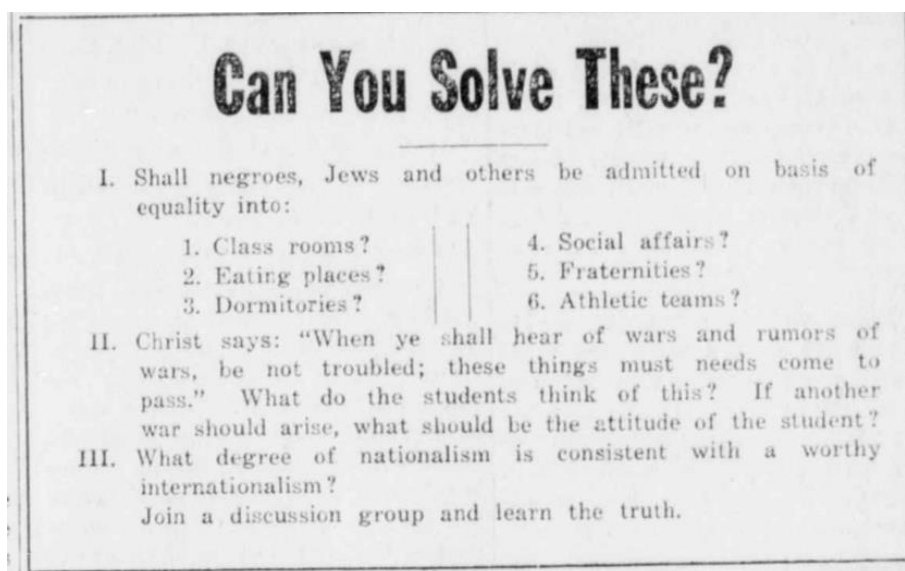 Can You Solve These?
I. Shall negroes, Jews and others be admitted on basis of
equality into:
1. Class rooms?
2. Eating places?
3. Dormitories?
4. Social affairs?
5. Fraternities?
6. Athletic teams?
II. Christ says: "When ye shall hear of wars and rumors of
wars, be not troubled; these things must needs come to
pass." What do the students think of this? If another
war should arise, what should be the attitude of the student?
III. What degree of nationalism is consistent with a worthy
internationalism?
Join a discussion group and learn the truth.